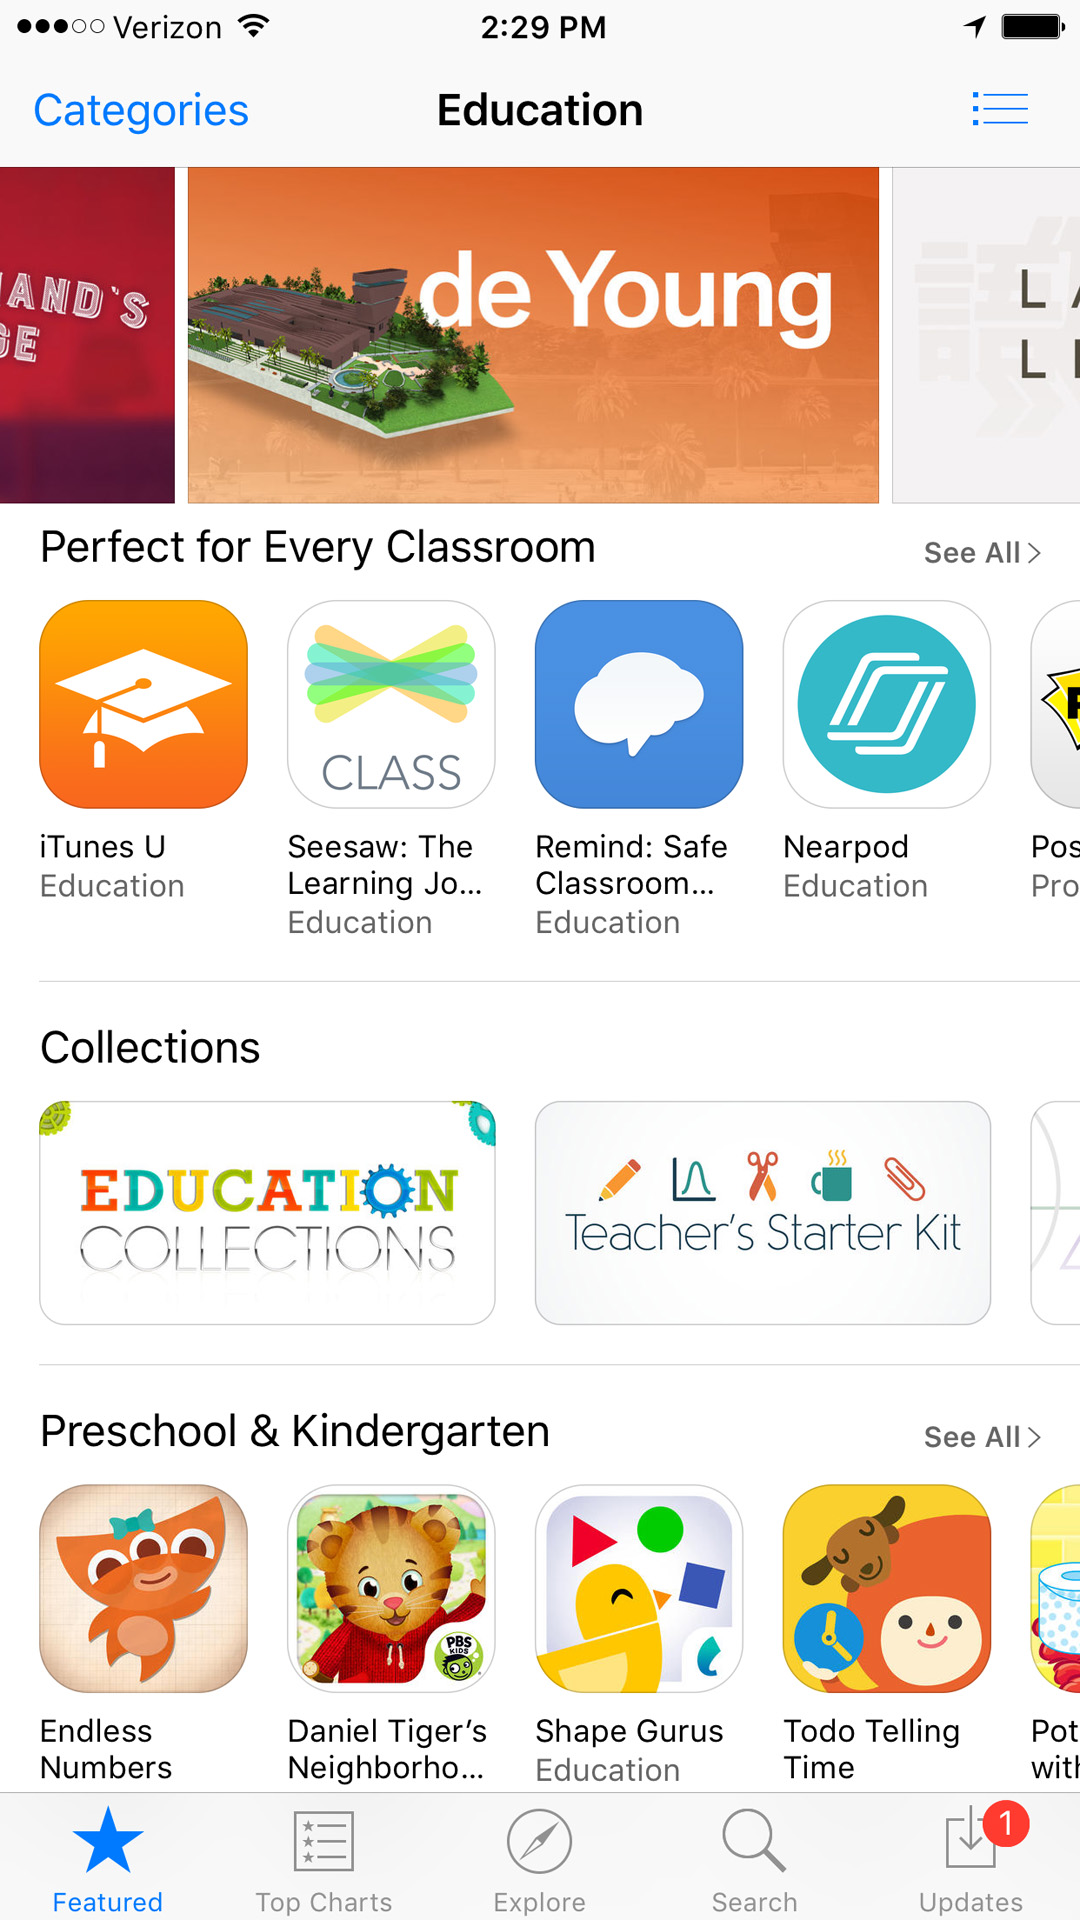 Verizon 2:29 PM
Categories Education
AND'S
GE
de Young
L
L
Perfect for Every Classroom See All
CLASS
iTunes U
Education
Seesaw: The
Learning Jo...
Education
Remind: Safe
Classroom...
Education
Nearpod
Education
Pos
Pro
Collections
EDUCATION
COLLECTIONS
Teacher's Starter Kit
Preschool & Kindergarten See All
PBS
KIDS
Endless
Numbers
Daniel Tiger's
Neighborho...
Shape Gurus
Education
Todo Telling
Time
Pot
with
1
Featured Top Charts Explore Search Updates